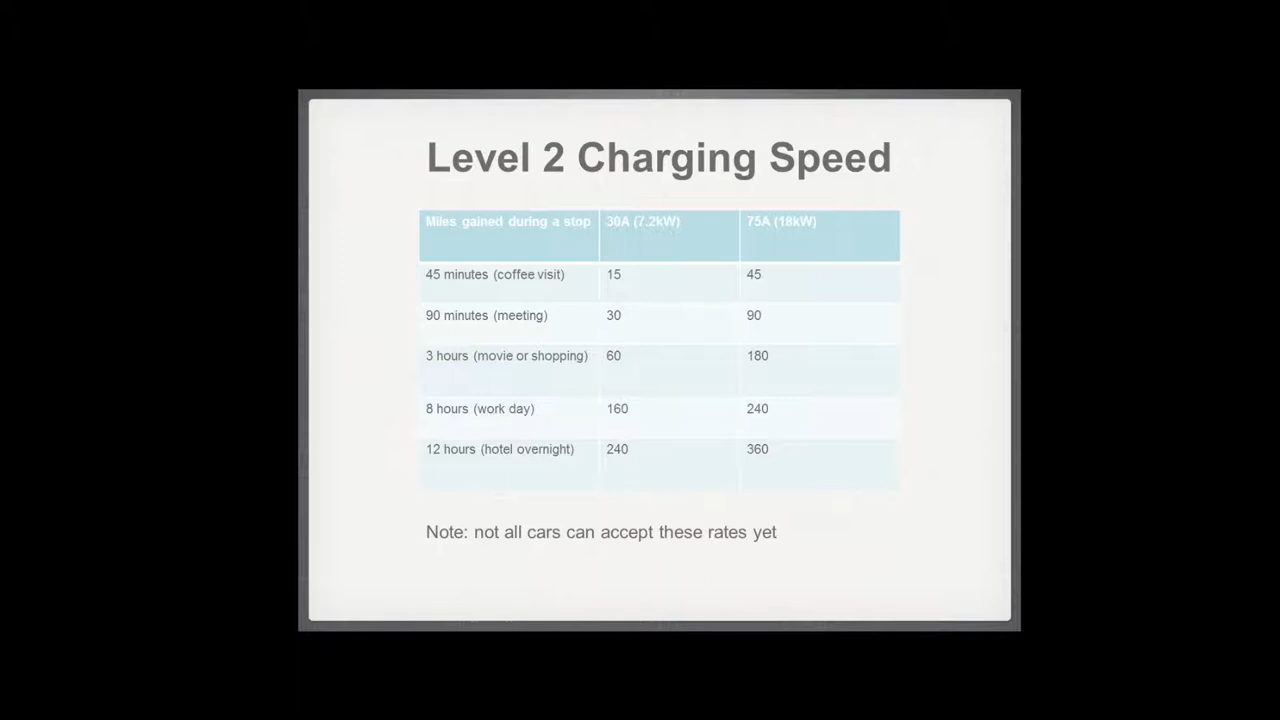 Level 2 Charging Speed
Miles gained during a stop 30A (7.2kW) 75A (18kW)
45 minutes (coffee visit) 15 45
90 minutes (meeting) 30 90
3 hours (movie or shopping) 60 180
8 hours (work day) 160 240
12 hours (hotel overnight) 240 360
Note: not all cars can accept these rates yet